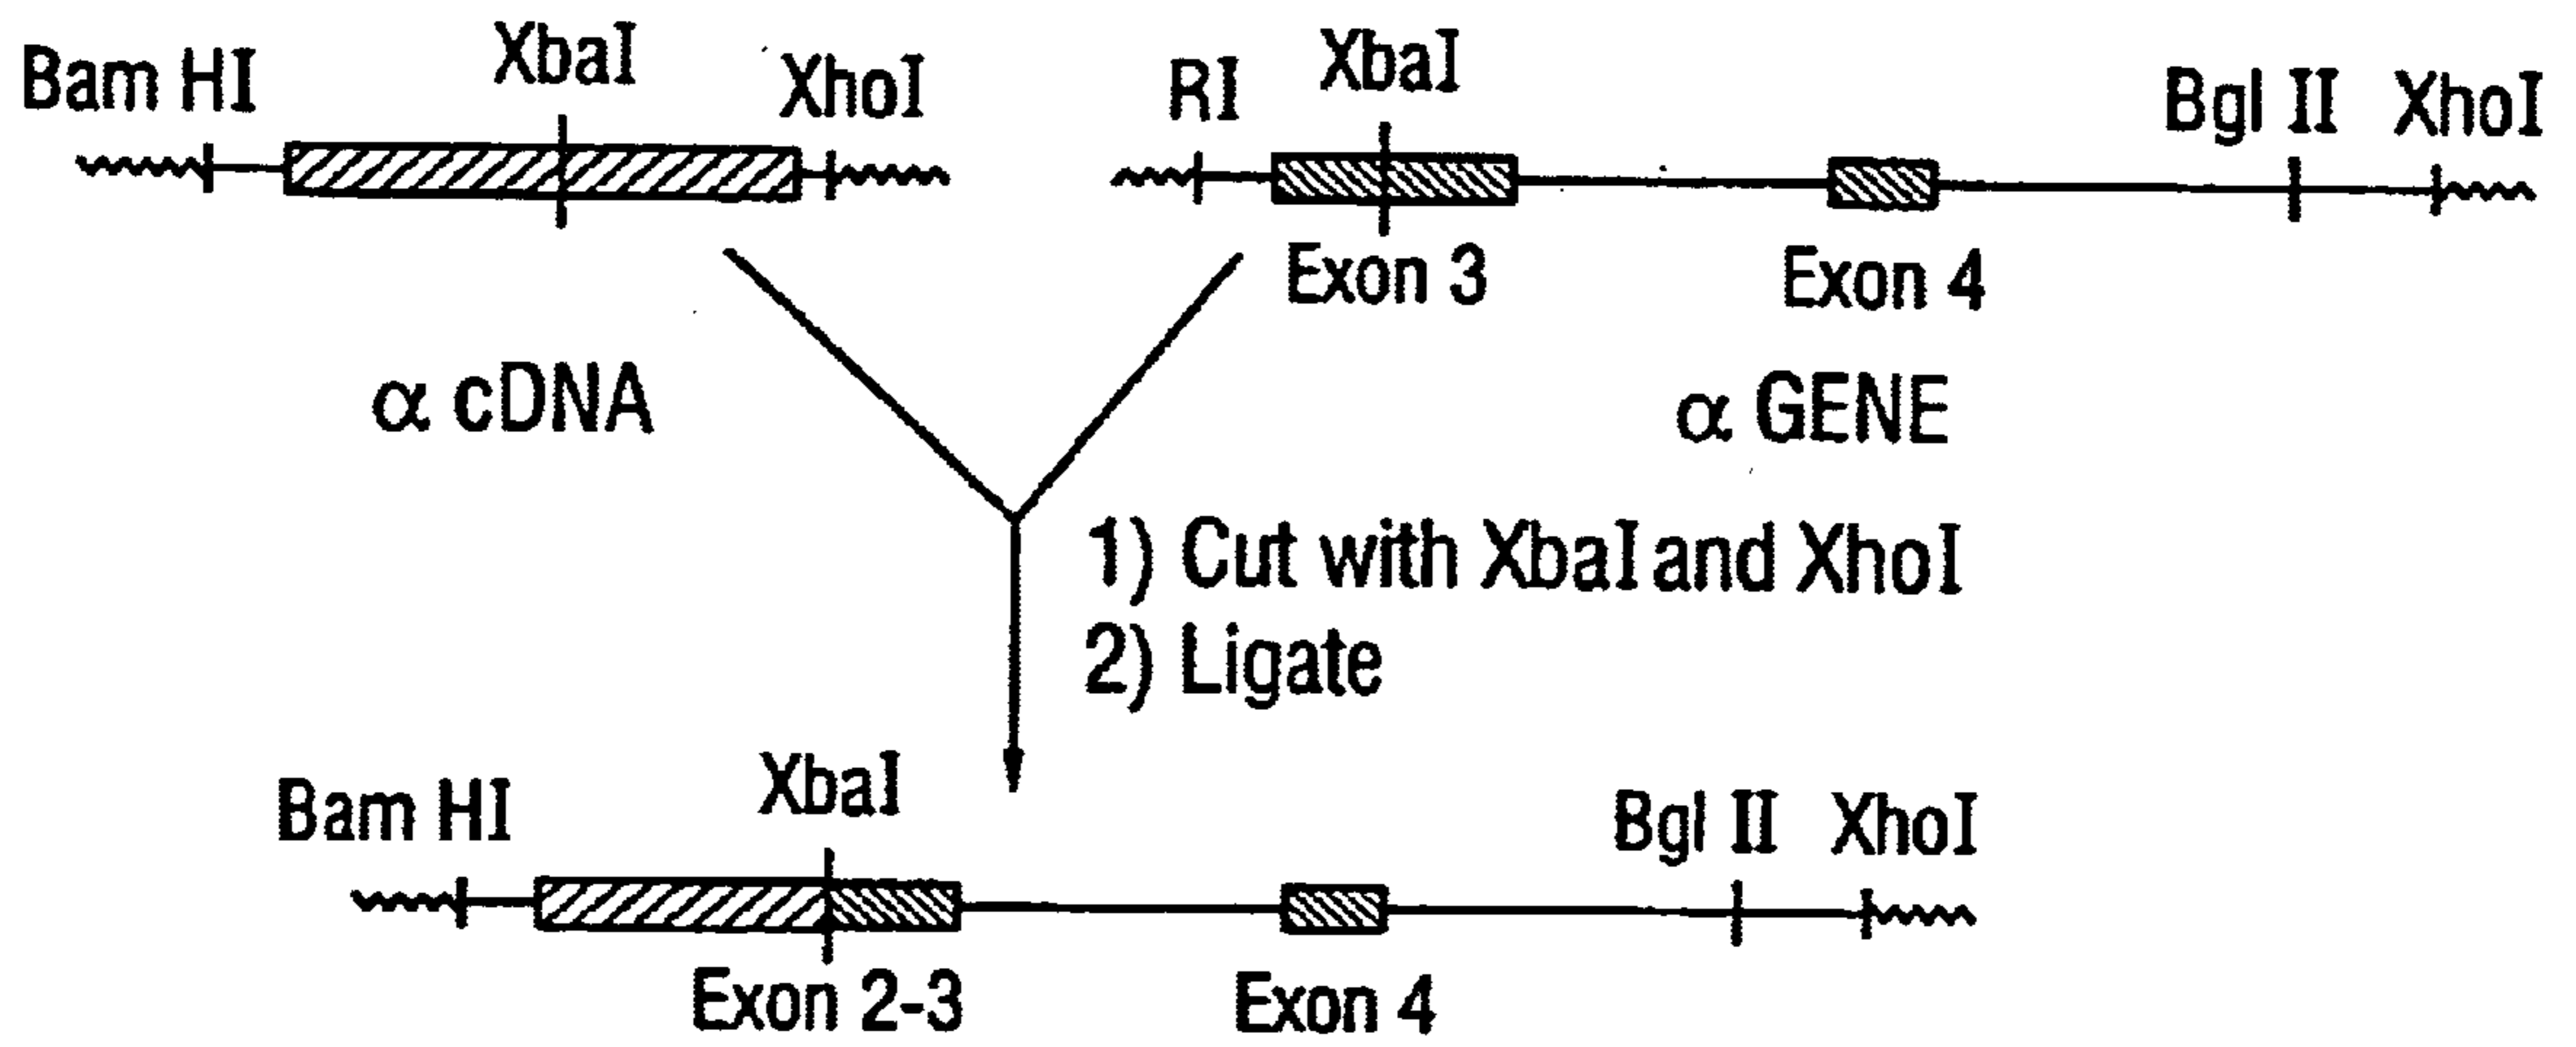 Bam HI XbaI XhoI RI XbaI Bgl II XhoI
Exon 3 Exon 4
α cDNA α GENE
1) Cut with XbaI and XhoI
2) Ligate
Bam HI XbaI Bgl II XhoI
Exon 2-3 Exon 4